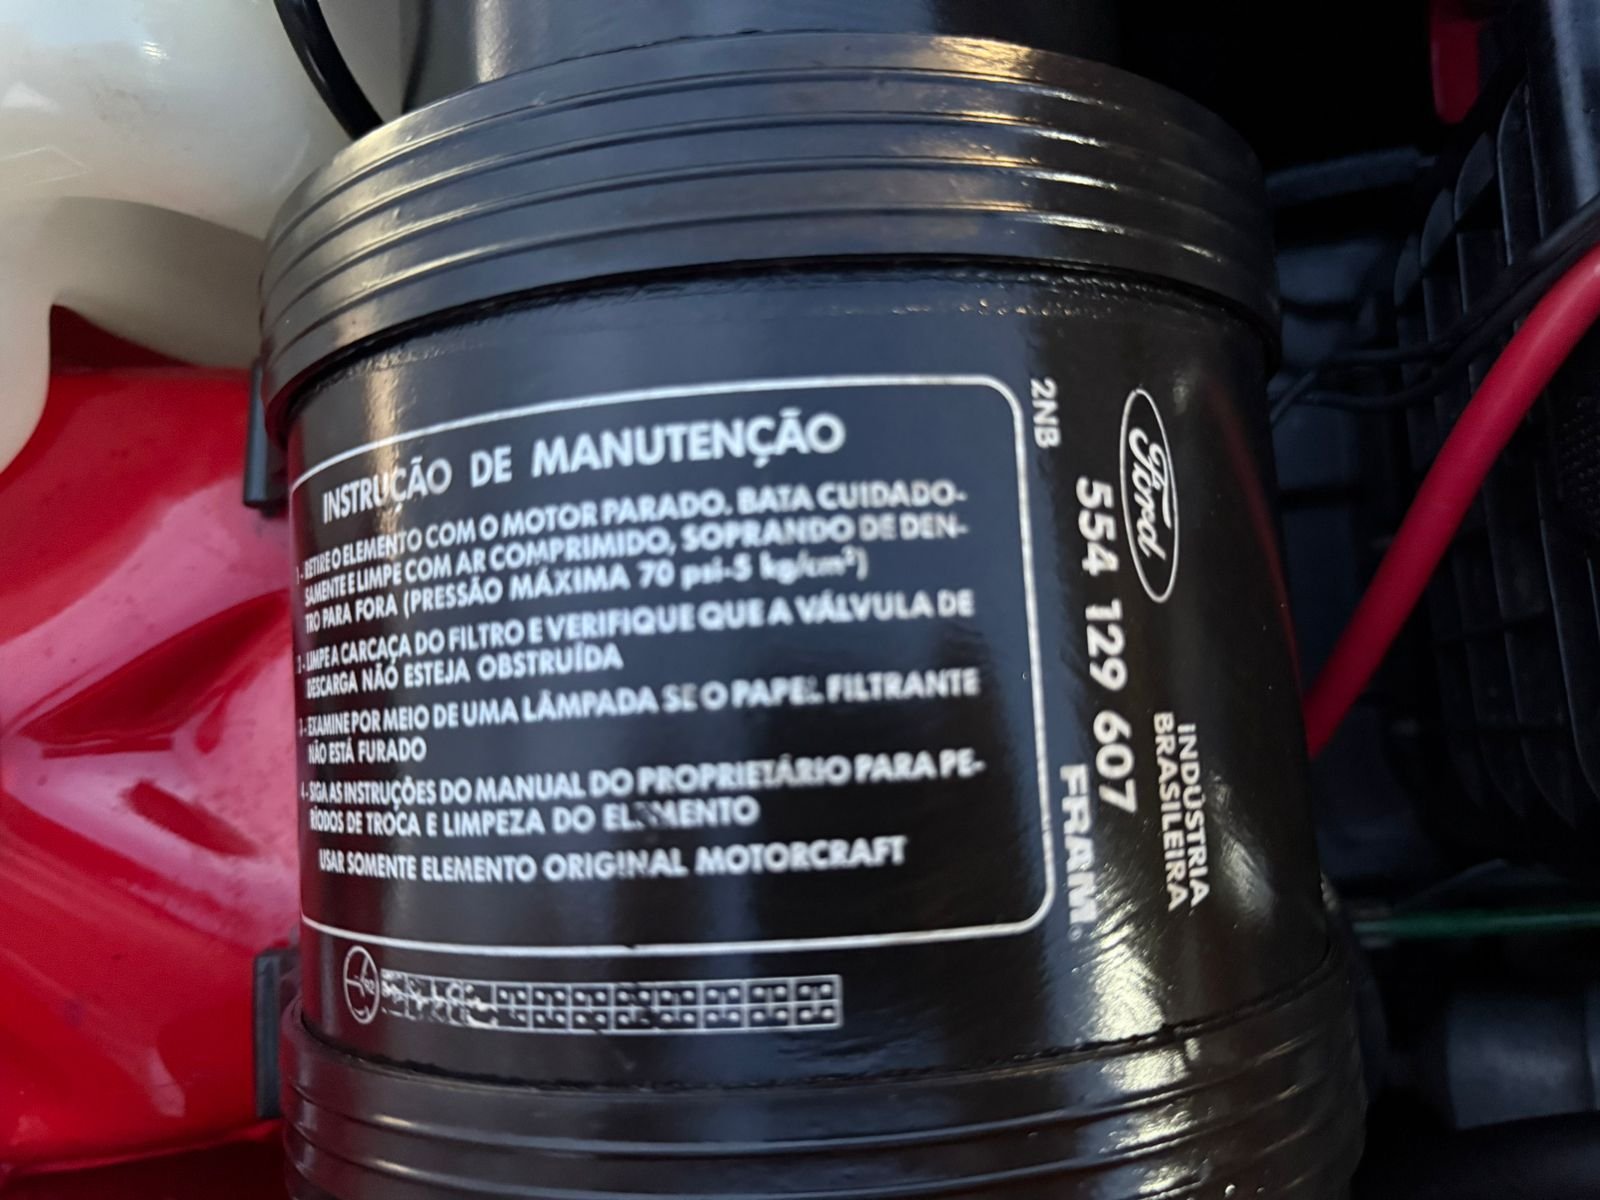 INSTRUÇÃO DE MANUTENÇÃO
1 - RETIRE O ELEMENTO COM O MOTOR PARADO. BATA CUIDADO-
SAMENTE E LIMPE COM AR COMPRIMIDO, SOPRANDO DE DEN-
TRO PARA FORA (PRESSÃO MÁXIMA 70 psi-5 kg/cm²)
2 - LIMPE A CARCAÇA DO FILTRO E VERIFIQUE QUE A VÁLVULA DE
DESCARGA NÃO ESTEJA OBSTRUÍDA
3 - EXAMINE POR MEIO DE UMA LÂMPADA SE O PAPEL FILTRANTE
NÃO ESTÁ FURADO
4 - SIGA AS INSTRUÇÕES DO MANUAL DO PROPRIETÁRIO PARA PE-
RÍODOS DE TROCA E LIMPEZA DO ELEMENTO
USAR SOMENTE ELEMENTO ORIGINAL MOTORCRAFT
Ford
2NB
554 129 607
FRAM
INDÚSTRIA
BRASILEIRA
92